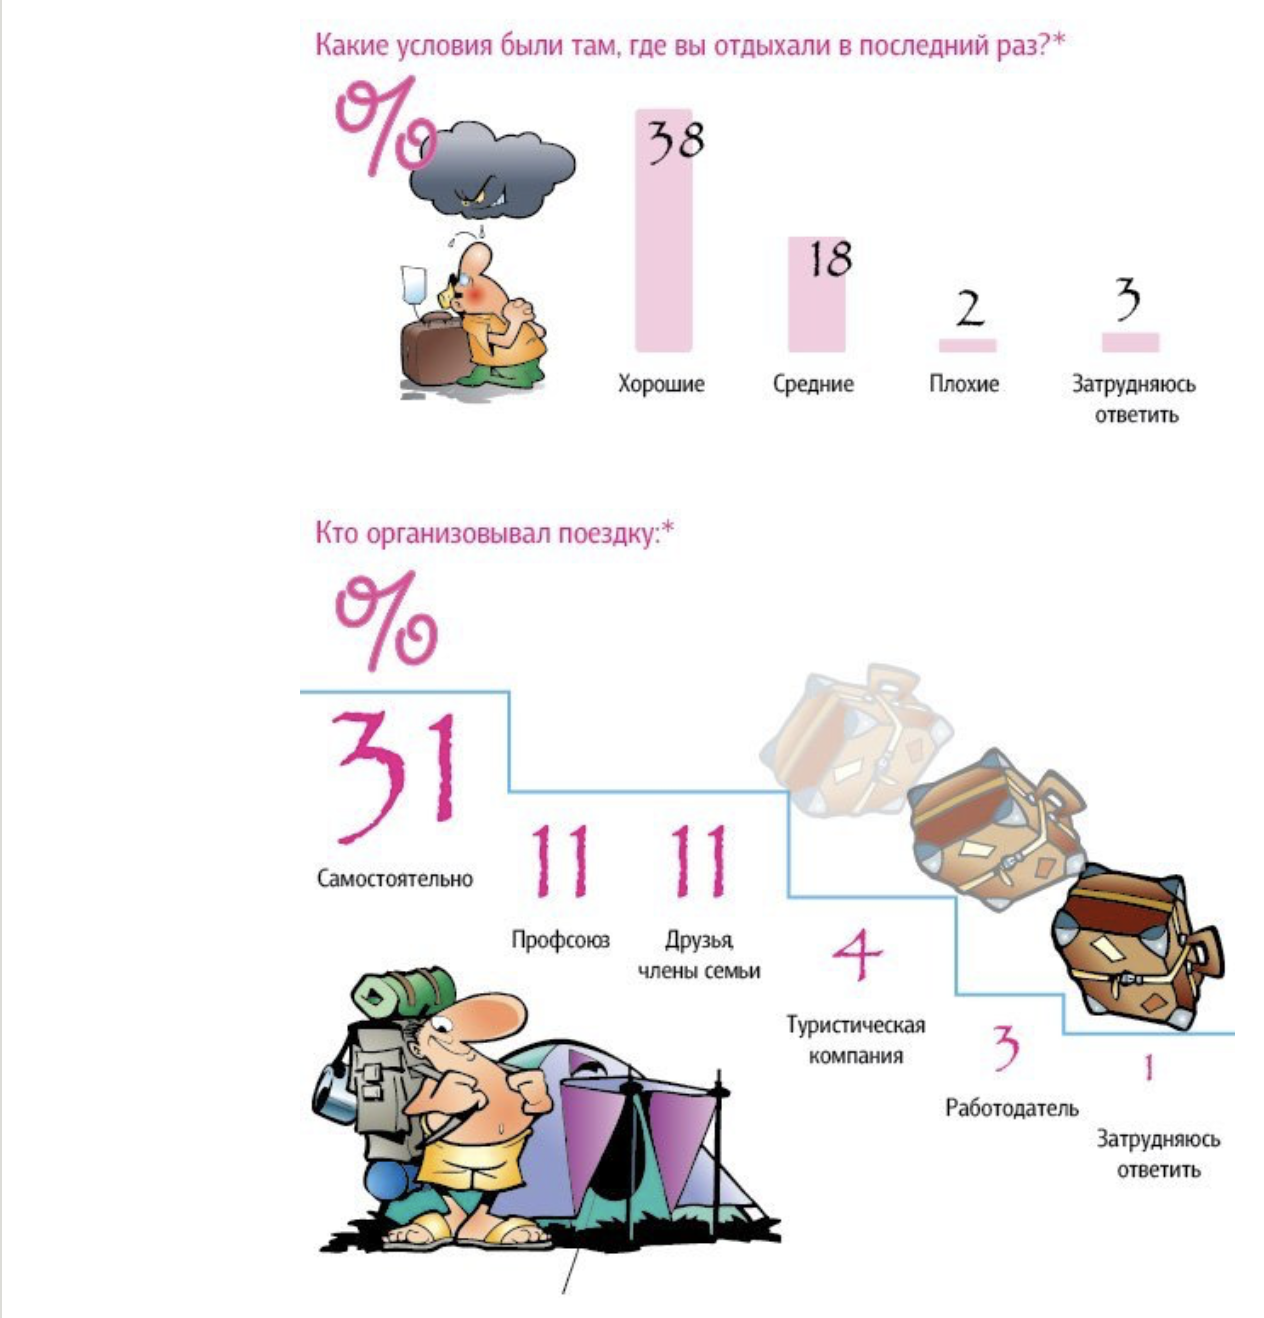 Какие условия были там, где вы отдыхали в последний раз?*
%
38
18
2
3
Хорошие
Средние
Плохие
Затрудняюсь
ответить
Кто организовывал поездку:*
%
31
Самостоятельно
11
Профсоюз
11
Друзья,
члены семьи
4
Туристическая
компания
3
Работодатель
1
Затрудняюсь
ответить